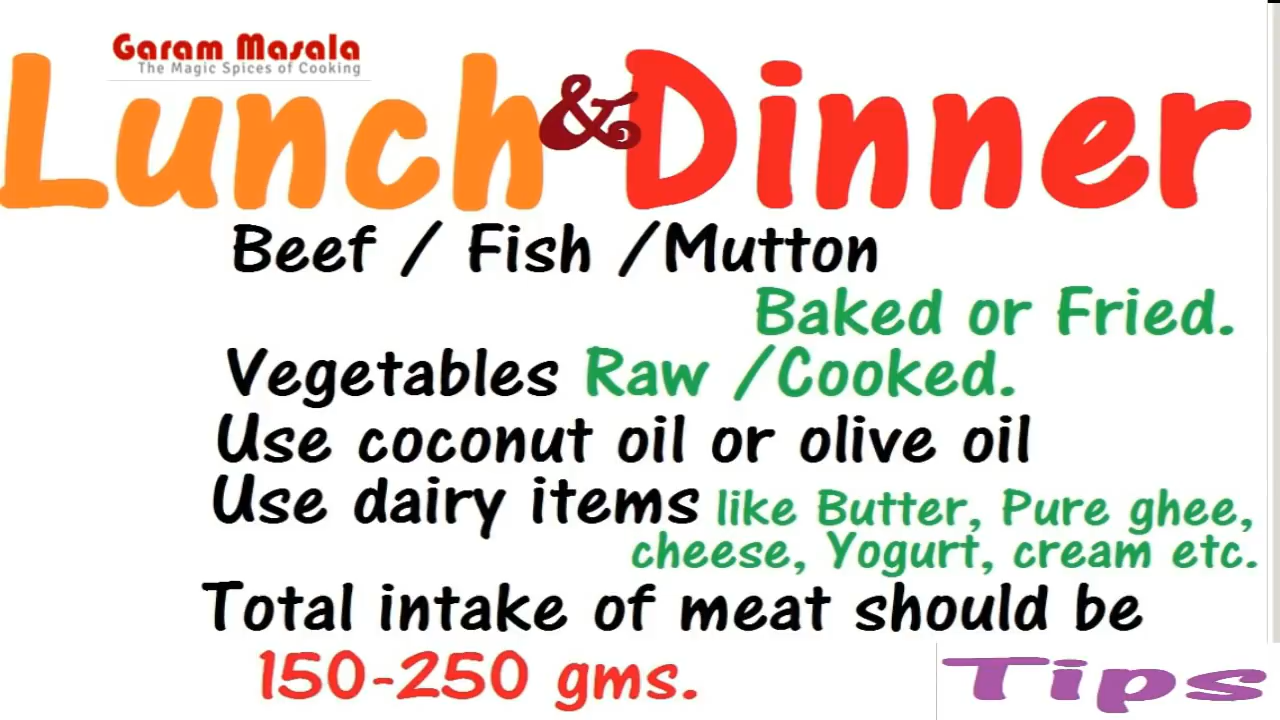 Garam Masala
The Magic Spices of Cooking
Lunch & Dinner
Beef / Fish /Mutton
Baked or Fried.
Vegetables Raw /Cooked.
Use coconut oil or olive oil
Use dairy items like Butter, Pure ghee,
cheese, Yogurt, cream etc.
Total intake of meat should be
150-250 gms.
Tips